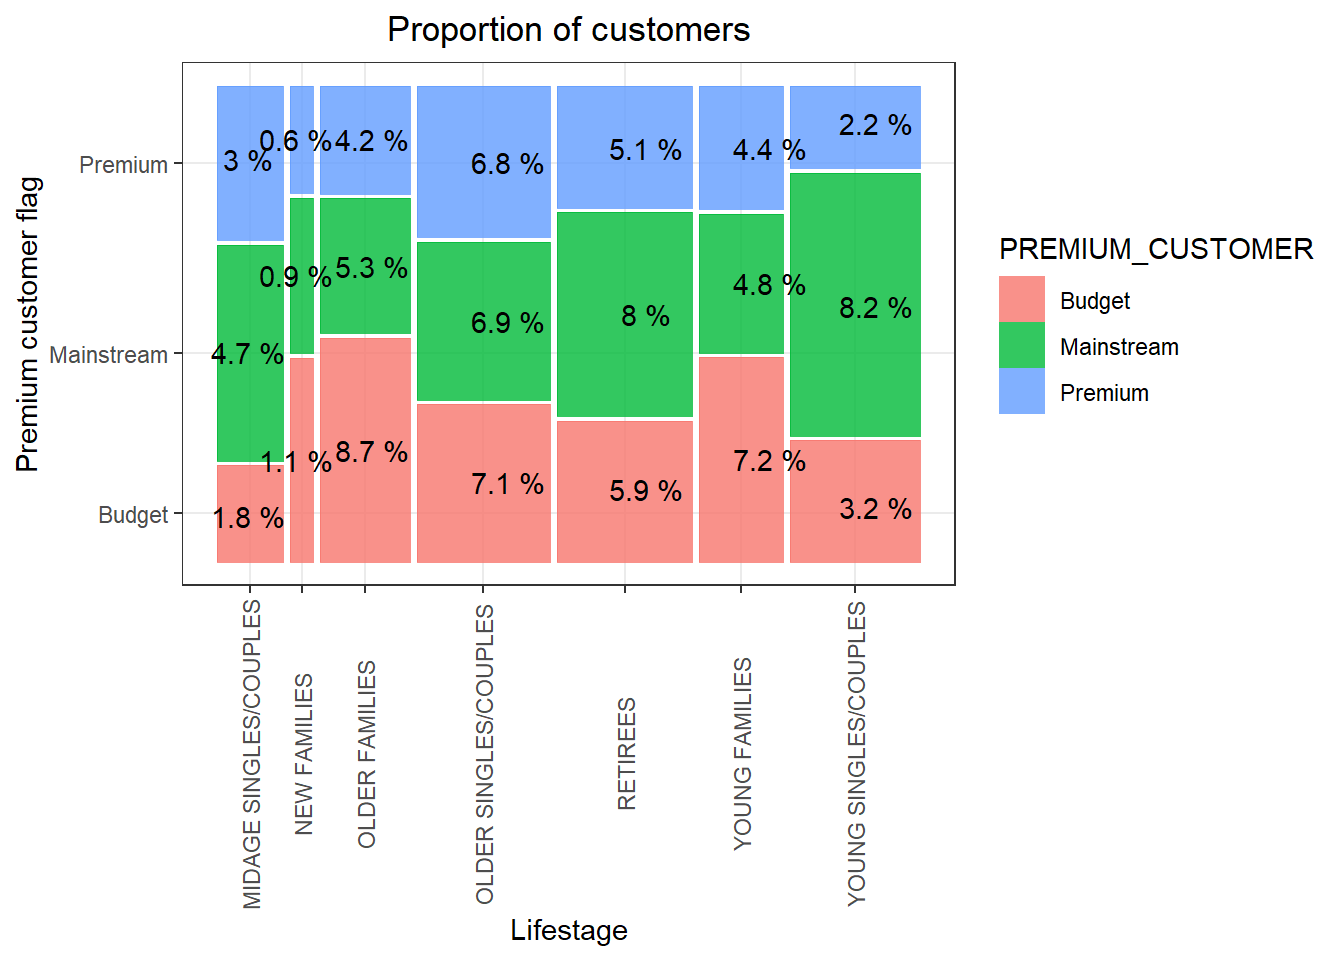 Proportion of customers
Premium customer flag
Premium
Mainstream
Budget
3 %
0.6 %
4.2 %
6.8 %
5.1 %
4.4 %
2.2 %
4.7 %
0.9 %
5.3 %
6.9 %
8 %
4.8 %
8.2 %
1.8 %
1.1 %
8.7 %
7.1 %
5.9 %
7.2 %
3.2 %
MIDAGE SINGLES/COUPLES
NEW FAMILIES
OLDER FAMILIES
OLDER SINGLES/COUPLES
RETIREES
YOUNG FAMILIES
YOUNG SINGLES/COUPLES
Lifestage
PREMIUM_CUSTOMER
Budget
Mainstream
Premium